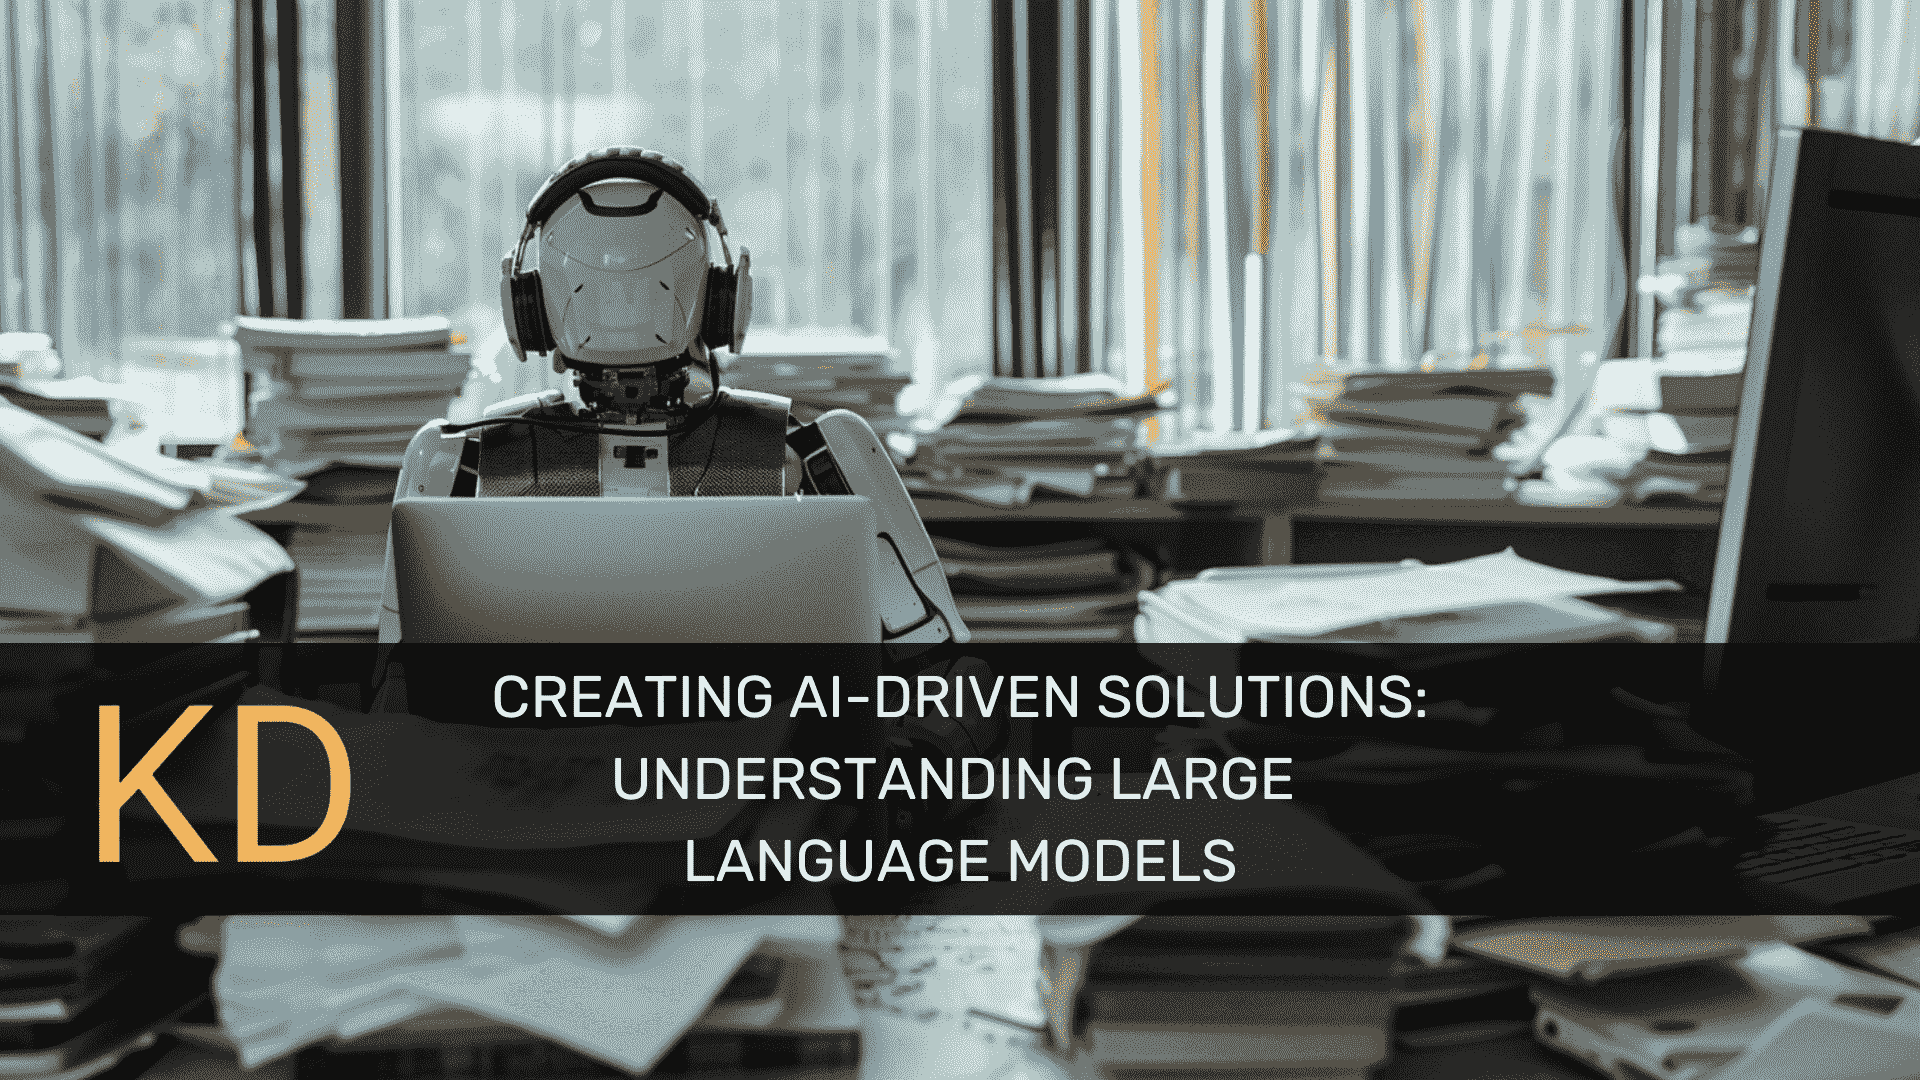 KD
CREATING AI-DRIVEN SOLUTIONS:
UNDERSTANDING LARGE
LANGUAGE MODELS